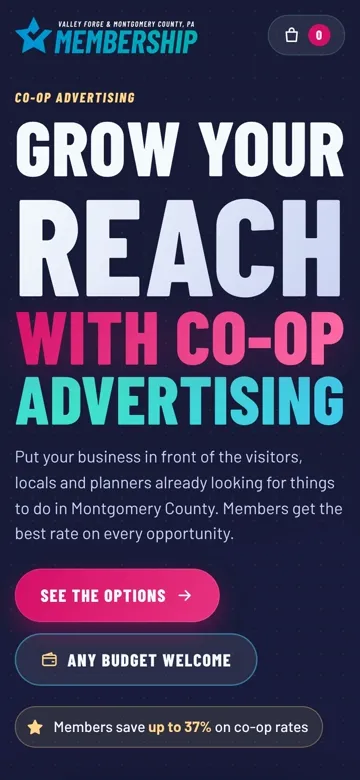 VALLEY FORGE & MONTGOMERY COUNTY, PA
MEMBERSHIP
0
CO-OP ADVERTISING
GROW YOUR
REACH
WITH CO-OP
ADVERTISING
Put your business in front of the visitors,
locals and planners already looking for things
to do in Montgomery County. Members get the
best rate on every opportunity.
SEE THE OPTIONS →
ANY BUDGET WELCOME
Members save up to 37% on co-op rates